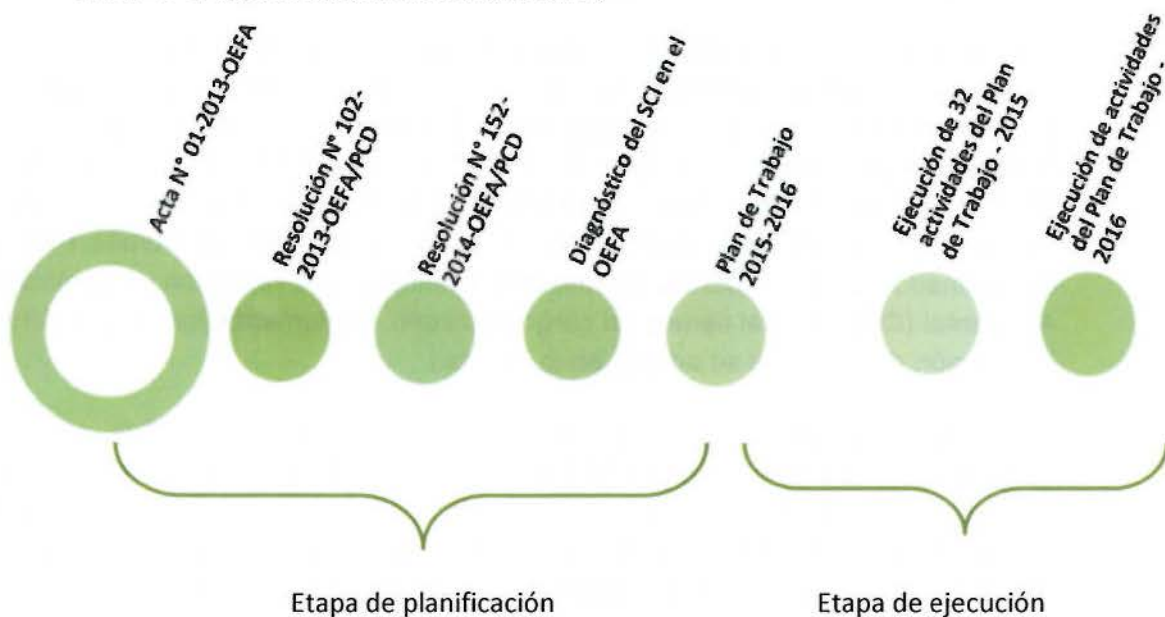 Acta N° 01-2013-OEFA
Resolución N° 102-
2013-OEFA/PCD
Resolución N° 152-
2014-OEFA/PCD
Diagnóstico del SCI en el
OEFA
Plan de Trabajo
2015-2016
Ejecución de 32
actividades del Plan
de Trabajo - 2015
Ejecución de actividades
del Plan de Trabajo -
2016
Etapa de planificación
Etapa de ejecución